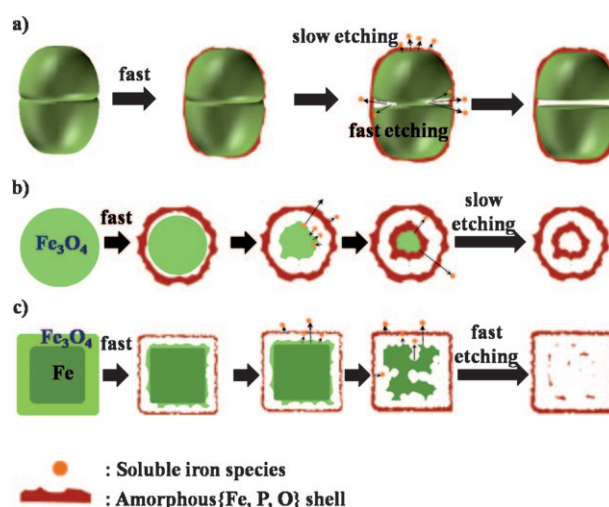 a)
fast
slow etching
fast etching
b)
Fe₃O₄
fast
slow
etching
c)
Fe₃O₄
Fe
fast
fast
etching
: Soluble iron species
: Amorphous{Fe, P, O} shell